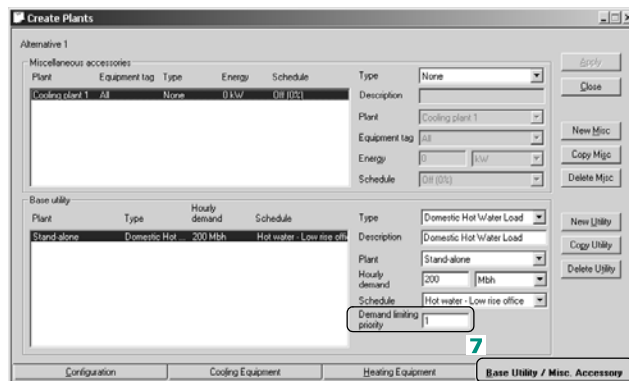 Create Plants
Alternative 1
Miscellaneous accessories
Plant Equipment tag Type Energy Schedule
Cooling plant 1 All None 0 kW Off (0%)
Type None
Description
Plant Cooling plant 1
Equipment tag All
Energy 0 kW
Schedule Off (0%)
Apply
Close
New Misc
Copy Misc
Delete Misc
Base utility
Plant Type Hourly demand Schedule
Stand-alone Domestic Hot ... 200 Mbh Hot water - Low rise offi
Type Domestic Hot Water Load
Description Domestic Hot Water Load
Plant Stand-alone
Hourly demand 200 Mbh
Schedule Hot water - Low rise office
Demand limiting priority 1
New Utility
Copy Utility
Delete Utility
7
Configuration Cooling Equipment Heating Equipment Base Utility / Misc. Accessory